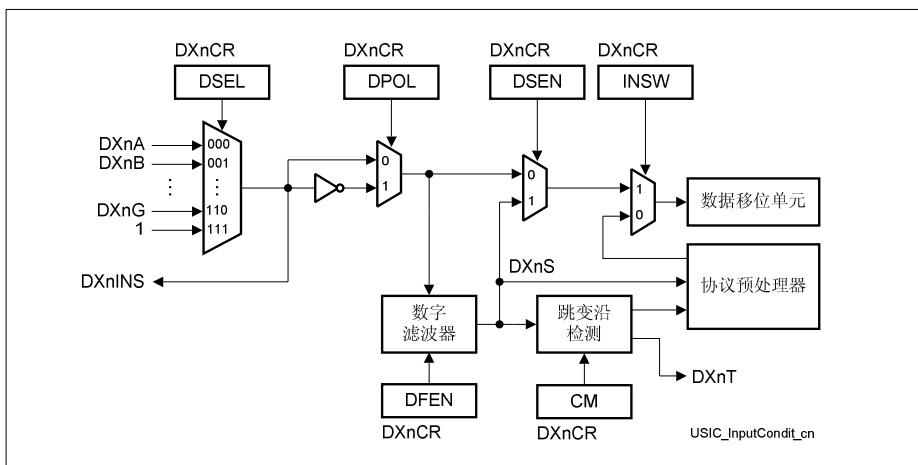 DXnCR
DXnCR
DXnCR
DXnCR
DSEL
DPOL
DSEN
INSW
DXnA
000
DXnB
001
⋮
⋮
DXnG
110
1
111
0
1
0
1
1
0
数据移位单元
DXnINS
DXnS
协议预处理器
数字
滤波器
跳变沿
检测
DXnT
DFEN
CM
DXnCR
DXnCR
USIC_InputCondit_cn